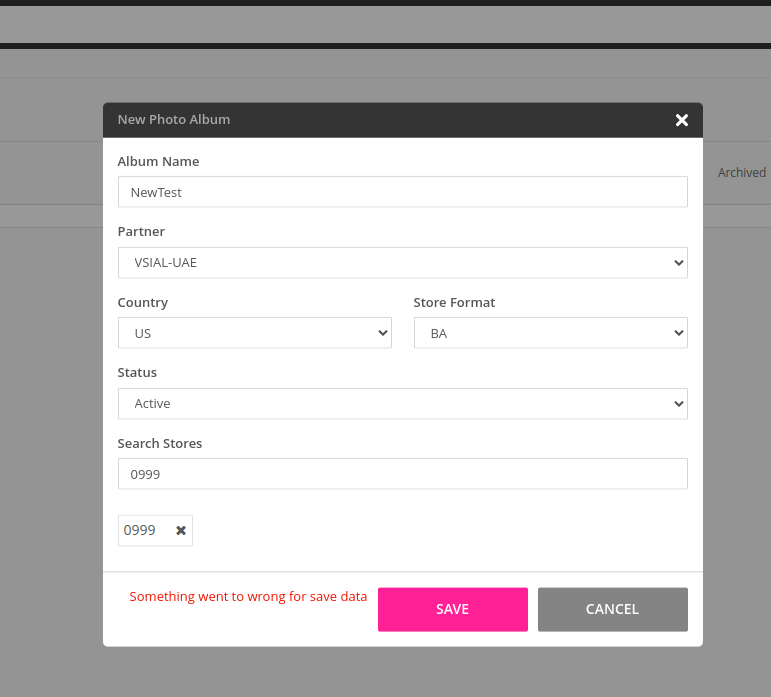 New Photo Album
Archived
Album Name
NewTest
Partner
VSIAL-UAE
Country Store Format
US BA
Status
Active
Search Stores
0999
0999
Something went to wrong for save data SAVE CANCEL